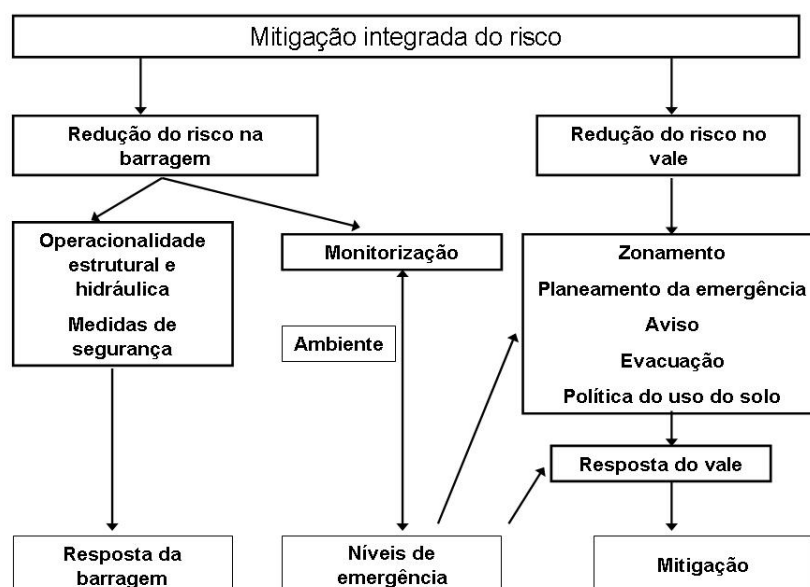 Mitigação integrada do risco
Redução do risco na
barragem
Redução do risco no
vale
Operacionalidade
estrutural e
hidráulica
Medidas de
segurança
Monitorização
Ambiente
Zonamento
Planeamento da emergência
Aviso
Evacuação
Política do uso do solo
Resposta do vale
Resposta da
barragem
Níveis de
emergência
Mitigação